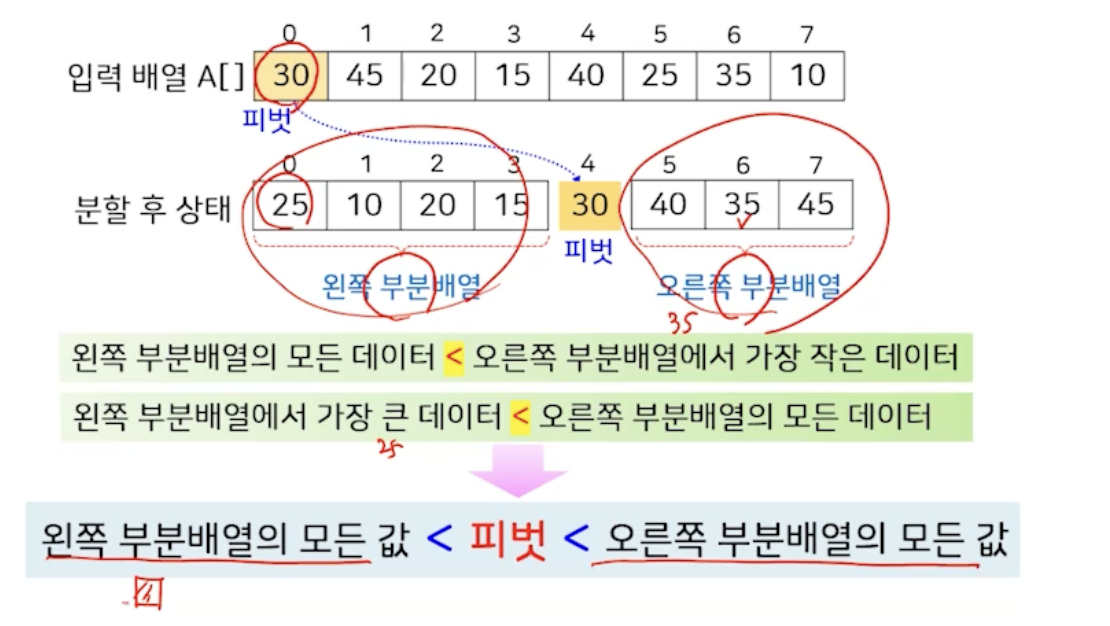 0 1 2 3 4 5 6 7
입력 배열 A[] 30 45 20 15 40 25 35 10
피벗
0 1 2 3 4 5 6 7
분할 후 상태 25 10 20 15 30 40 35 45
피벗
왼쪽 부분배열 오른쪽 부분배열
35
왼쪽 부분배열의 모든 데이터 < 오른쪽 부분배열에서 가장 작은 데이터
왼쪽 부분배열에서 가장 큰 데이터 < 오른쪽 부분배열의 모든 데이터
25
왼쪽 부분배열의 모든 값 < 피벗 < 오른쪽 부분배열의 모든 값